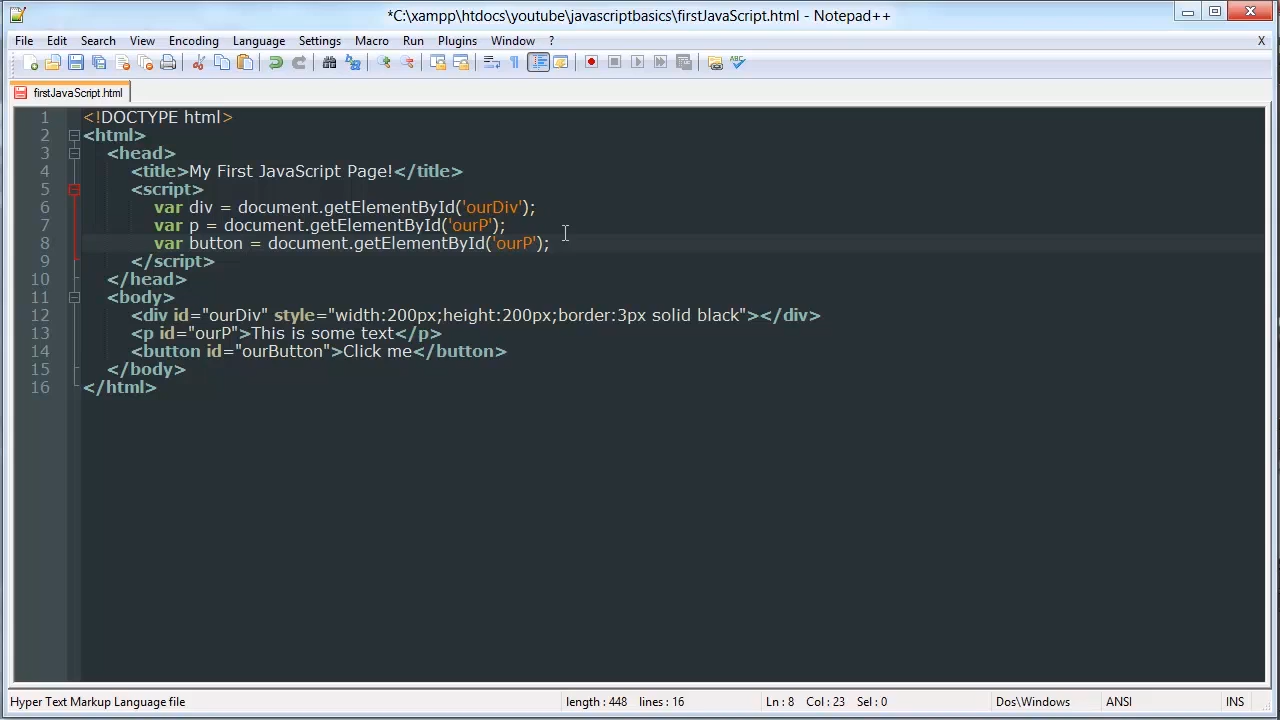 *C:\xampp\htdocs\youtube\javascriptbasics\firstJavaScript.html - Notepad++
File Edit Search View Encoding Language Settings Macro Run Plugins Window ? X
firstJavaScript.html
1 <!DOCTYPE html>
2 <html>
3 <head>
4 <title>My First JavaScript Page!</title>
5 <script>
6 var div = document.getElementById('ourDiv');
7 var p = document.getElementById('ourP');
8 var button = document.getElementById('ourP');
9 </script>
10 </head>
11 <body>
12 <div id="ourDiv" style="width:200px;height:200px;border:3px solid black"></div>
13 <p id="ourP">This is some text</p>
14 <button id="ourButton">Click me</button>
15 </body>
16 </html>
Hyper Text Markup Language file length : 448 lines : 16 Ln : 8 Col : 23 Sel : 0 Dos\Windows ANSI INS